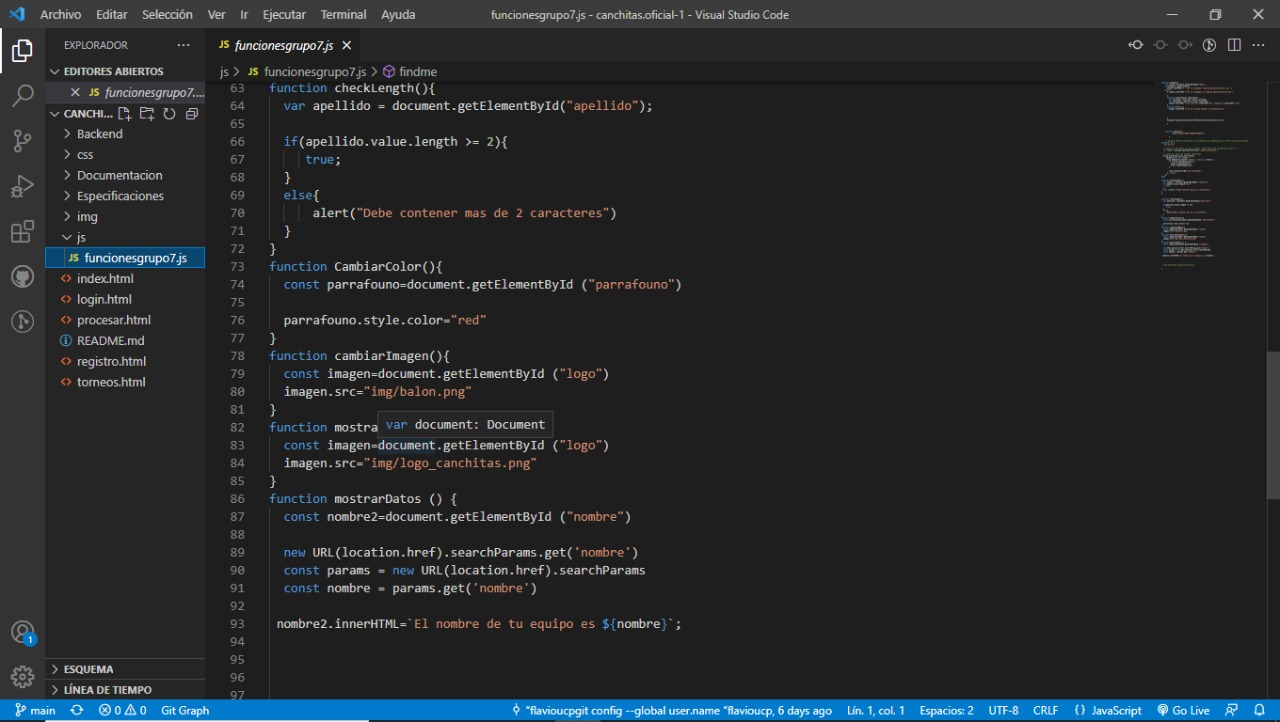 Archivo Editar Selección Ver Ir Ejecutar Terminal Ayuda funcionesgrupo7.js - canchitas.oficial-1 - Visual Studio Code
EXPLORADOR
EDITORES ABIERTOS
JS funcionesgrupo7....
CANCHI...
Backend
css
Documentacion
Especificaciones
img
js
JS funcionesgrupo7.js
index.html
login.html
procesar.html
README.md
registro.html
torneos.html
ESQUEMA
LÍNEA DE TIEMPO
JS funcionesgrupo7.js
js > JS funcionesgrupo7.js > findme
63 function checkLength(){
64 var apellido = document.getElementById("apellido");
65
66 if(apellido.value.length >= 2){
67 true;
68 }
69 else{
70 alert("Debe contener mas de 2 caracteres")
71 }
72 }
73 function CambiarColor(){
74 const parrafouno=document.getElementById ("parrafouno")
75
76 parrafouno.style.color="red"
77 }
78 function cambiarImagen(){
79 const imagen=document.getElementById ("logo")
80 imagen.src="img/balon.png"
81 }
82 function mostra
var document: Document
83 const imagen=document.getElementById ("logo")
84 imagen.src="img/logo_canchitas.png"
85 }
86 function mostrarDatos () {
87 const nombre2=document.getElementById ("nombre")
88
89 new URL(location.href).searchParams.get('nombre')
90 const params = new URL(location.href).searchParams
91 const nombre = params.get('nombre')
92
93 nombre2.innerHTML=`El nombre de tu equipo es ${nombre}`;
94
95
96
97
1
main 0 0 Git Graph "flavioucpgit config --global user.name "flavioucp, 6 days ago Lín. 1, col. 1 Espacios: 2 UTF-8 CRLF {} JavaScript Go Live